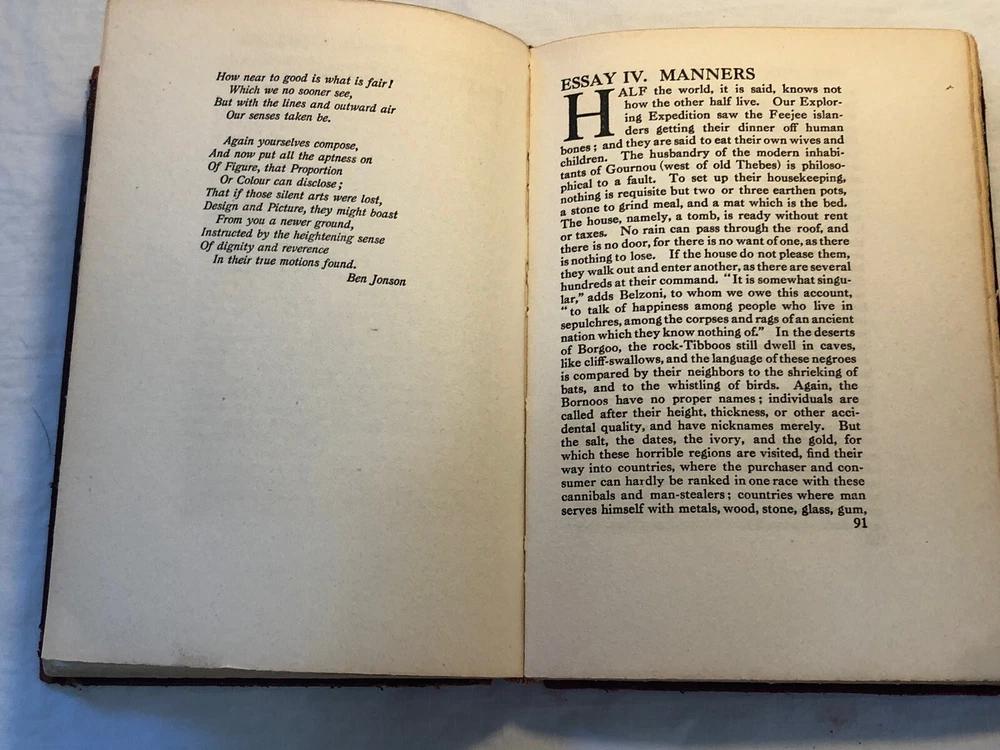 How near to good is what is fair!
Which we no sooner see,
But with the lines and outward air
Our senses taken be.
Again yourselves compose,
And now put all the aptness on
Of Figure, that Proportion
Or Colour can disclose;
That if those silent arts were lost,
Design and Picture, they might boast
From you a newer ground,
Instructed by the heightening sense
Of dignity and reverence
In their true motions found.
Ben Jonson
ESSAY IV. MANNERS
HALF the world, it is said, knows not
how the other half live. Our Explor-
ing Expedition saw the Feejee islan-
ders getting their dinner off human
bones; and they are said to eat their own wives and
children. The husbandry of the modern inhabi-
tants of Gournou (west of old Thebes) is philoso-
phical to a fault. To set up their housekeeping,
nothing is requisite but two or three earthen pots,
a stone to grind meal, and a mat which is the bed.
The house, namely, a tomb, is ready without rent
or taxes. No rain can pass through the roof, and
there is no door, for there is no want of one, as there
is nothing to lose. If the house do not please them,
they walk out and enter another, as there are several
hundreds at their command. "It is somewhat singu-
lar," adds Belzoni, to whom we owe this account,
"to talk of happiness among people who live in
sepulchres, among the corpses and rags of an ancient
nation which they know nothing of." In the deserts
of Borgoo, the rock-Tibboos still dwell in caves,
like cliff-swallows, and the language of these negroes
is compared by their neighbors to the shrieking of
bats, and to the whistling of birds. Again, the
Bornoos have no proper names; individuals are
called after their height, thickness, or other acci-
dental quality, and have nicknames merely. But
the salt, the dates, the ivory, and the gold, for
which these horrible regions are visited, find their
way into countries, where the purchaser and con-
sumer can hardly be ranked in one race with these
cannibals and man-stealers; countries where man
serves himself with metals, wood, stone, glass, gum,
91